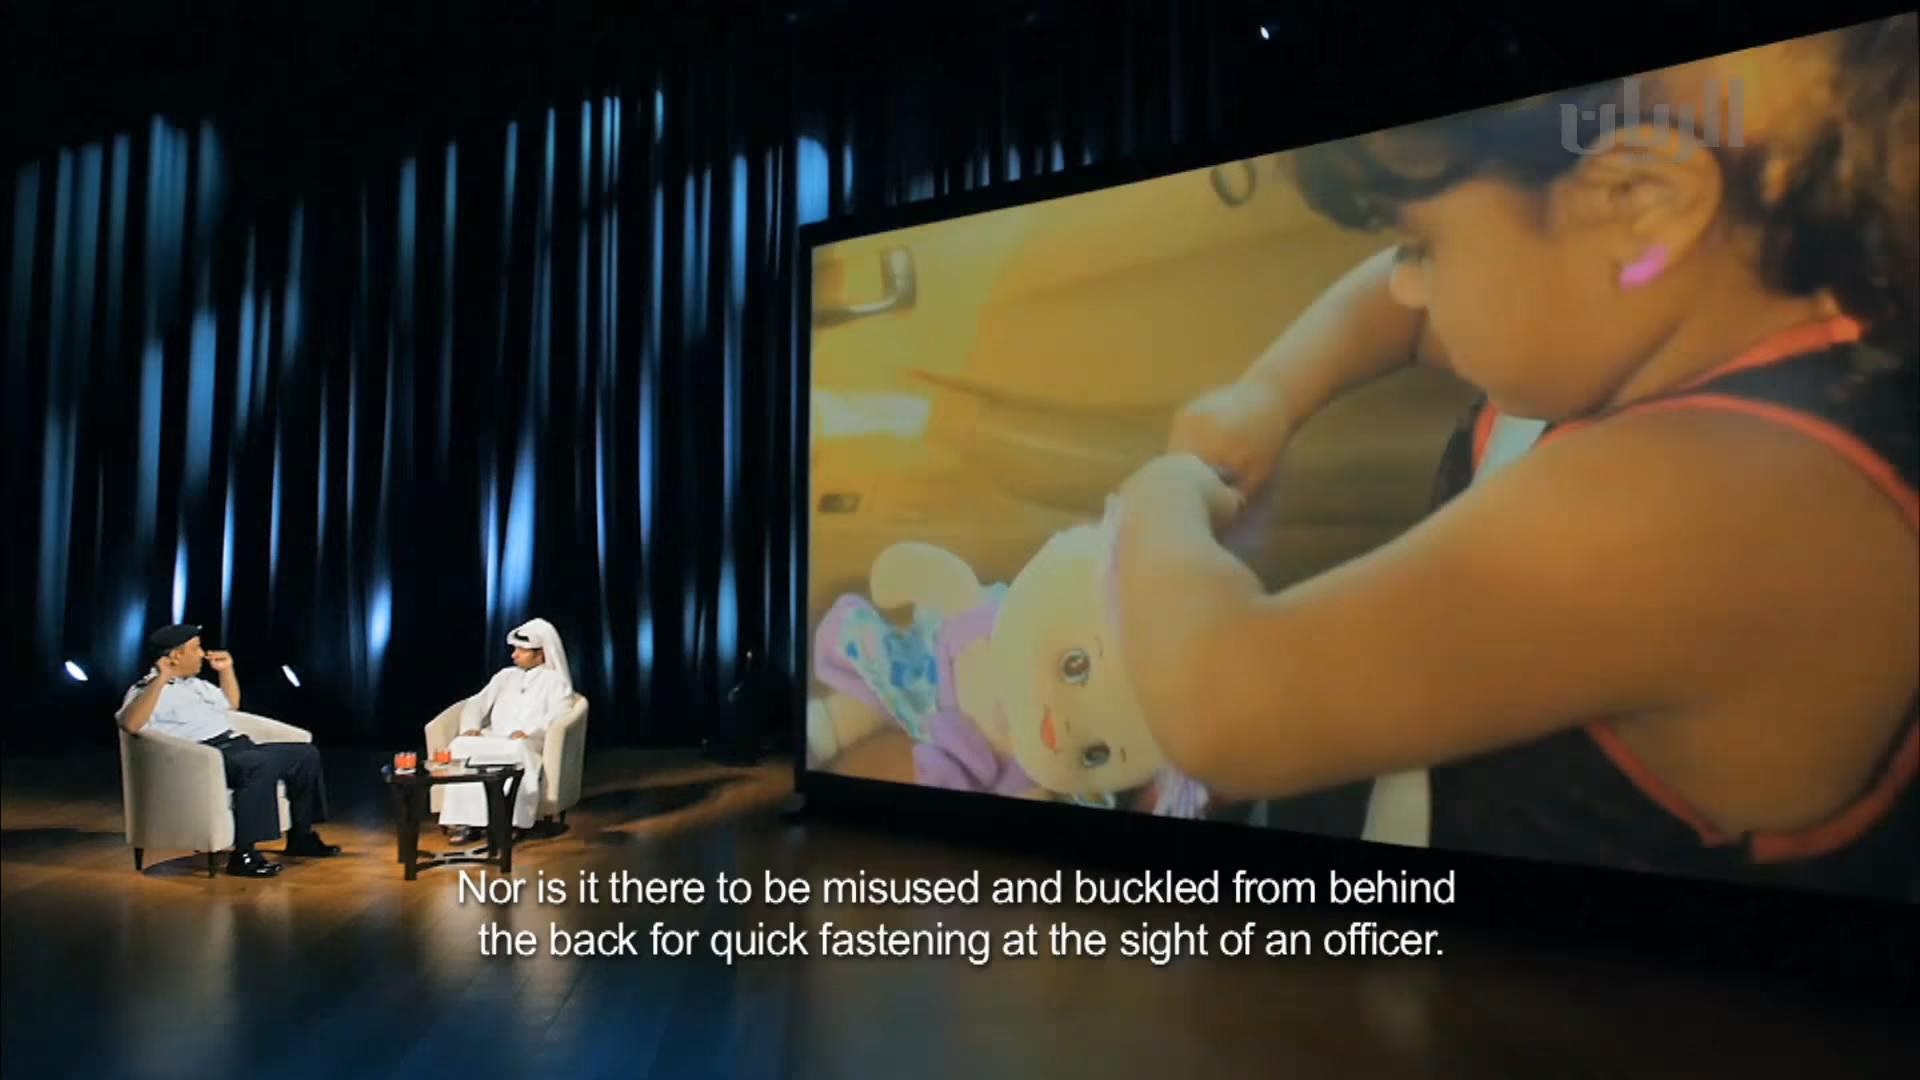 الريان
Nor is it there to be misused and buckled from behind
the back for quick fastening at the sight of an officer.